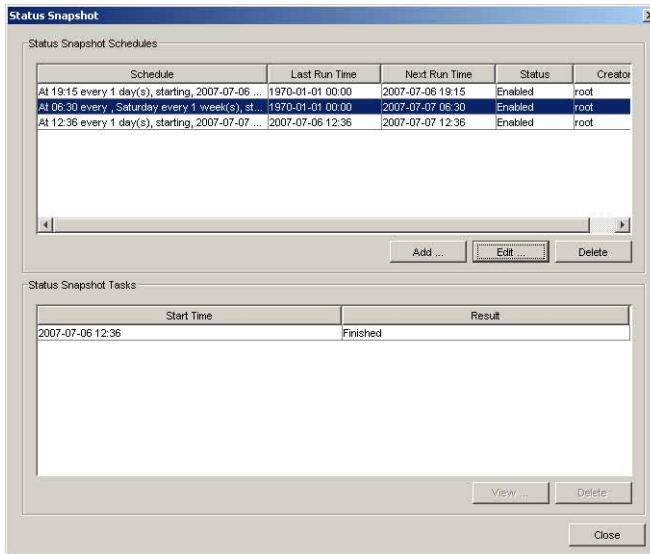 Status Snapshot
Status Snapshot Schedules
Schedule Last Run Time Next Run Time Status Creator
At 19:15 every 1 day(s), starting, 2007-07-06 ... 1970-01-01 00:00 2007-07-06 19:15 Enabled root
At 06:30 every , Saturday every 1 week(s), st... 1970-01-01 00:00 2007-07-07 06:30 Enabled root
At 12:36 every 1 day(s), starting, 2007-07-07 ... 2007-07-06 12:36 2007-07-07 12:36 Enabled root
Add ... Edit ... Delete
Status Snapshot Tasks
Start Time Result
2007-07-06 12:36 Finished
View ... Delete
Close